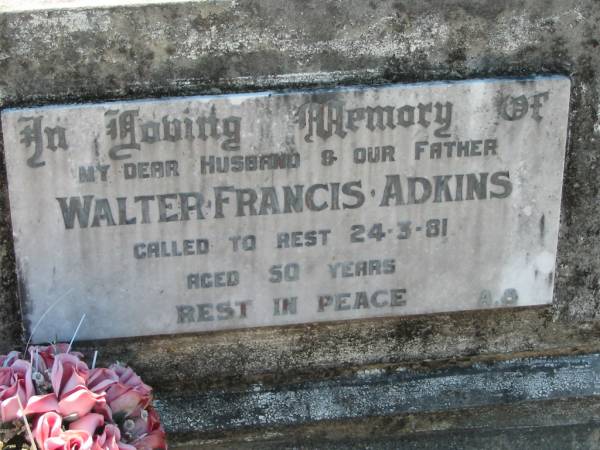 In Loving Memory Of
MY DEAR HUSBAND & OUR FATHER
WALTER·FRANCIS·ADKINS
CALLED TO REST 24·3·81
AGED 50 YEARS
REST IN PEACE A.8